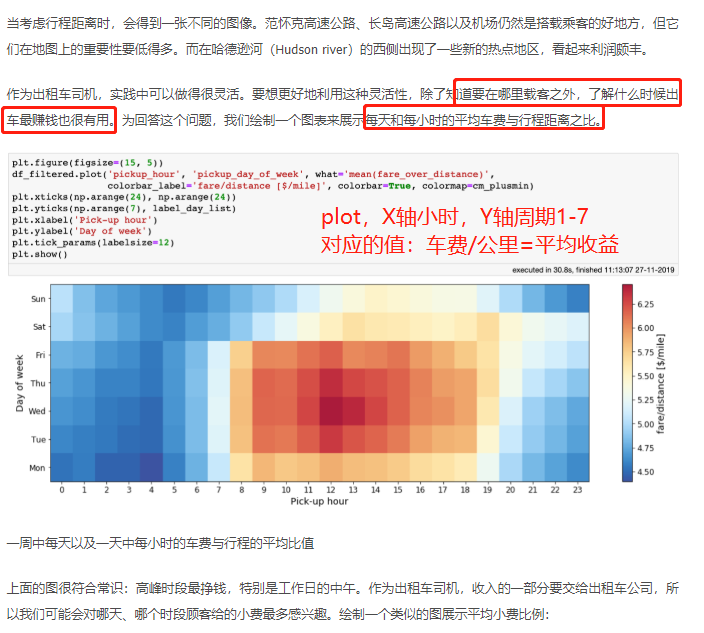 当考虑行程距离时，会得到一张不同的图像。范怀克高速公路、长岛高速公路以及机场仍然是搭载乘客的好地方，但它
们在地图上的重要性要低得多。而在哈德逊河（Hudson river）的西侧出现了一些新的热点地区，看起来利润颇丰。
作为出租车司机，实践中可以做得很灵活。要想更好地利用这种灵活性，除了知道要在哪里载客之外，了解什么时候出
车最赚钱也很有用。为回答这个问题，我们绘制一个图表来展示每天和每小时的平均车费与行程距离之比。
plt.figure(figsize=(15, 5))
df_filtered.plot('pickup_hour', 'pickup_day_of_week', what='mean(fare_over_distance)',
colorbar_label='fare/distance [$/mile]', colorbar=True, colormap=cm_plusmin)
plt.xticks(np.arange(24), np.arange(24))
plt.yticks(np.arange(7), label_day_list)
plt.xlabel('Pick-up hour')
plt.ylabel('Day of week')
plt.tick_params(labelsize=12)
plt.show()
plot，X轴小时，Y轴周期1-7
对应的值：车费/公里=平均收益
executed in 30.8s, finished 11:13:07 27-11-2019
Sun
Sat
Fri
Thu
Wed
Tue
Mon
Day of week
0 1 2 3 4 5 6 7 8 9 10 11 12 13 14 15 16 17 18 19 20 21 22 23
Pick-up hour
6.25
6.00
5.75
5.50
5.25
5.00
4.75
4.50
fare/distance [$/mile]
一周中每天以及一天中每小时的车费与行程的平均比值
上面的图很符合常识：高峰时段最挣钱，特别是工作日的中午。作为出租车司机，收入的一部分要交给出租车公司，所
以我们可能会对哪天、哪个时段顾客给的小费最多感兴趣。绘制一个类似的图展示平均小费比例：